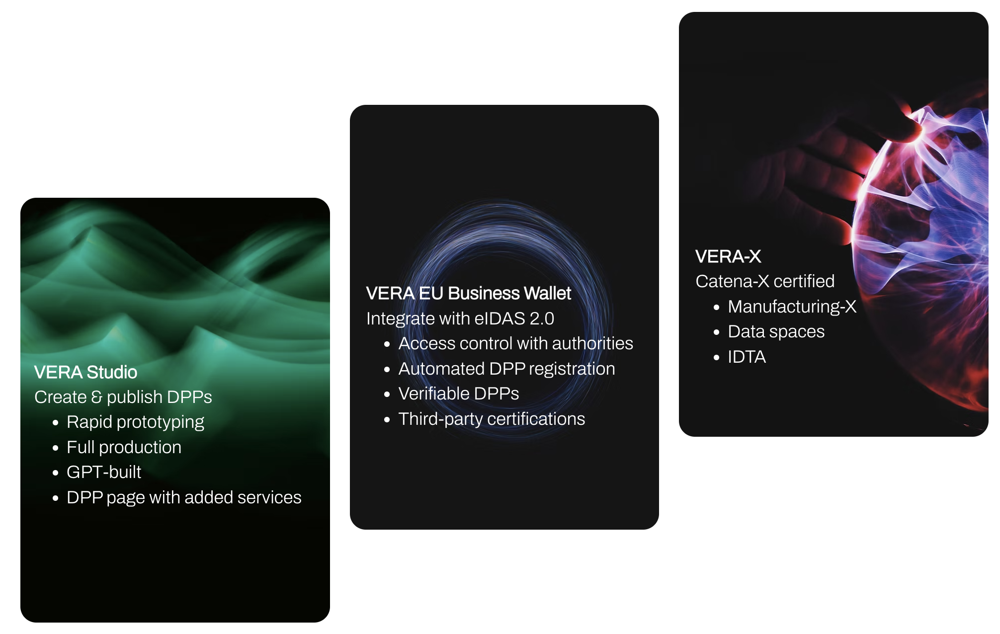 VERA Studio
Create & publish DPPs
• Rapid prototyping
• Full production
• GPT-built
• DPP page with added services
VERA EU Business Wallet
Integrate with eIDAS 2.0
• Access control with authorities
• Automated DPP registration
• Verifiable DPPs
• Third-party certifications
VERA-X
Catena-X certified
• Manufacturing-X
• Data spaces
• IDTA